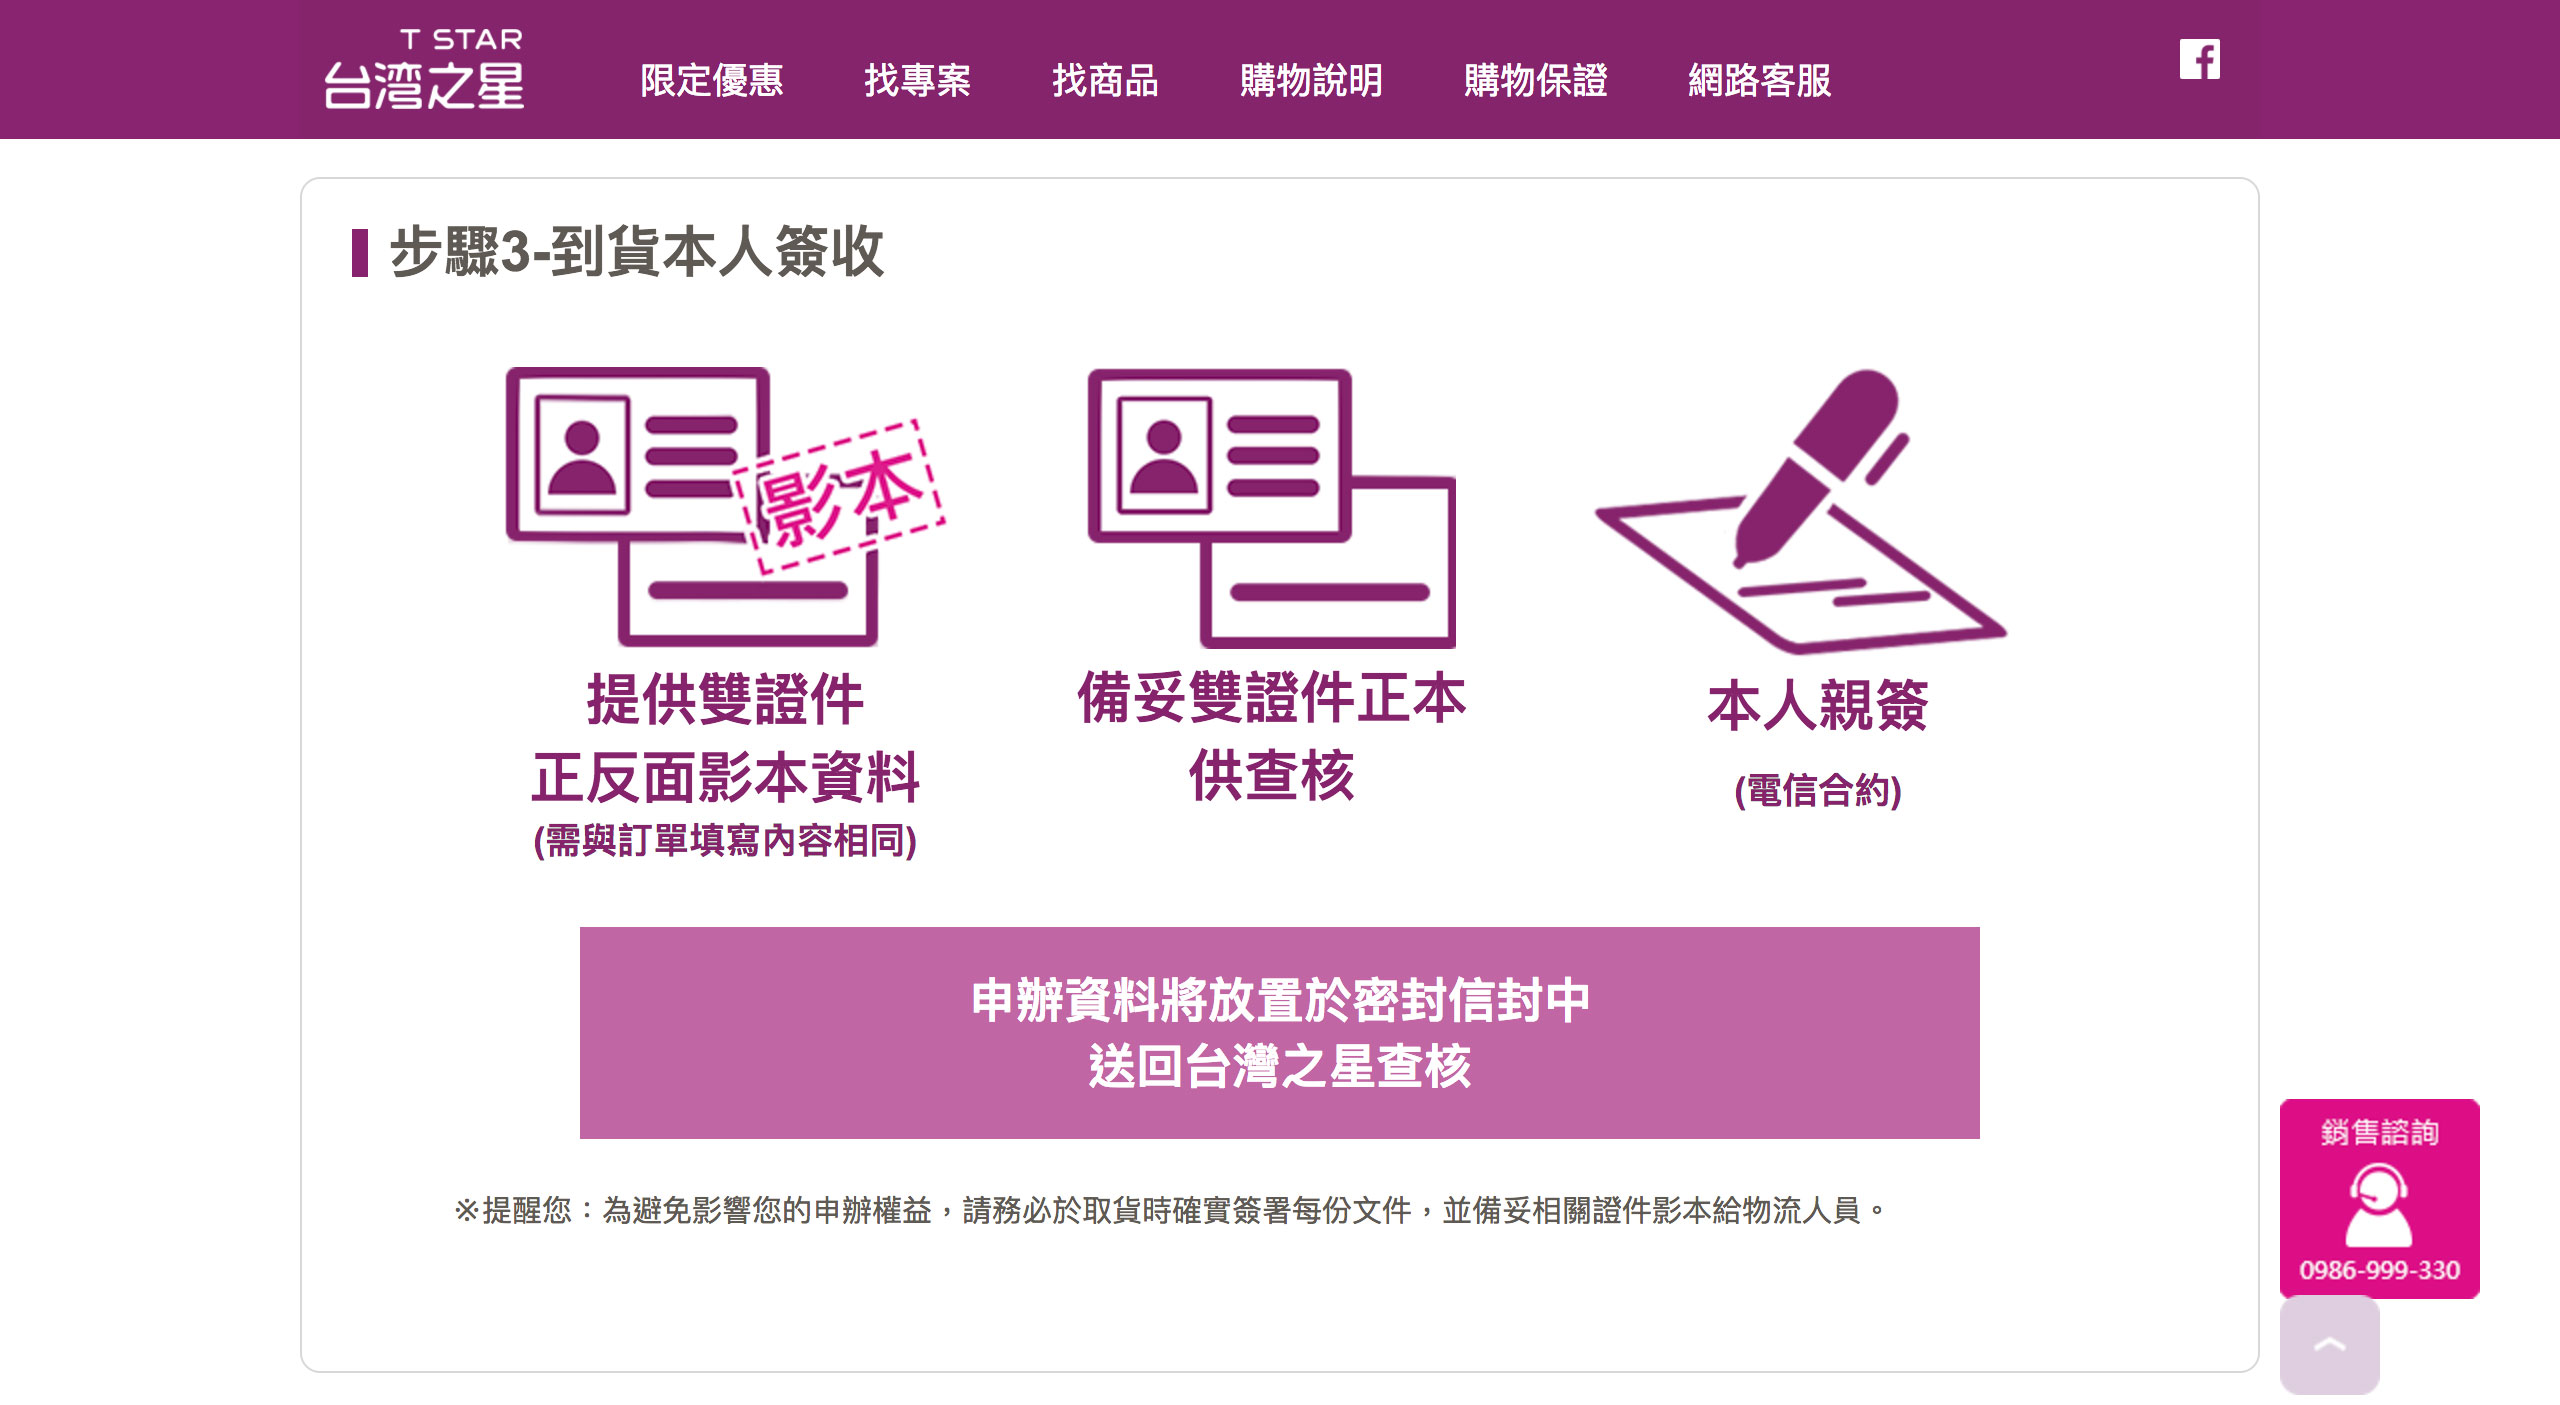 T STAR
台湾之星
限定優惠 找專案 找商品 購物說明 購物保證 網路客服
步驟3-到貨本人簽收
影本
提供雙證件
正反面影本資料
(需與訂單填寫內容相同)
備妥雙證件正本
供查核
本人親簽
(電信合約)
申辦資料將放置於密封信封中
送回台灣之星查核
※提醒您：為避免影響您的申辦權益，請務必於取貨時確實簽署每份文件，並備妥相關證件影本給物流人員。
銷售諮詢
0986-999-330